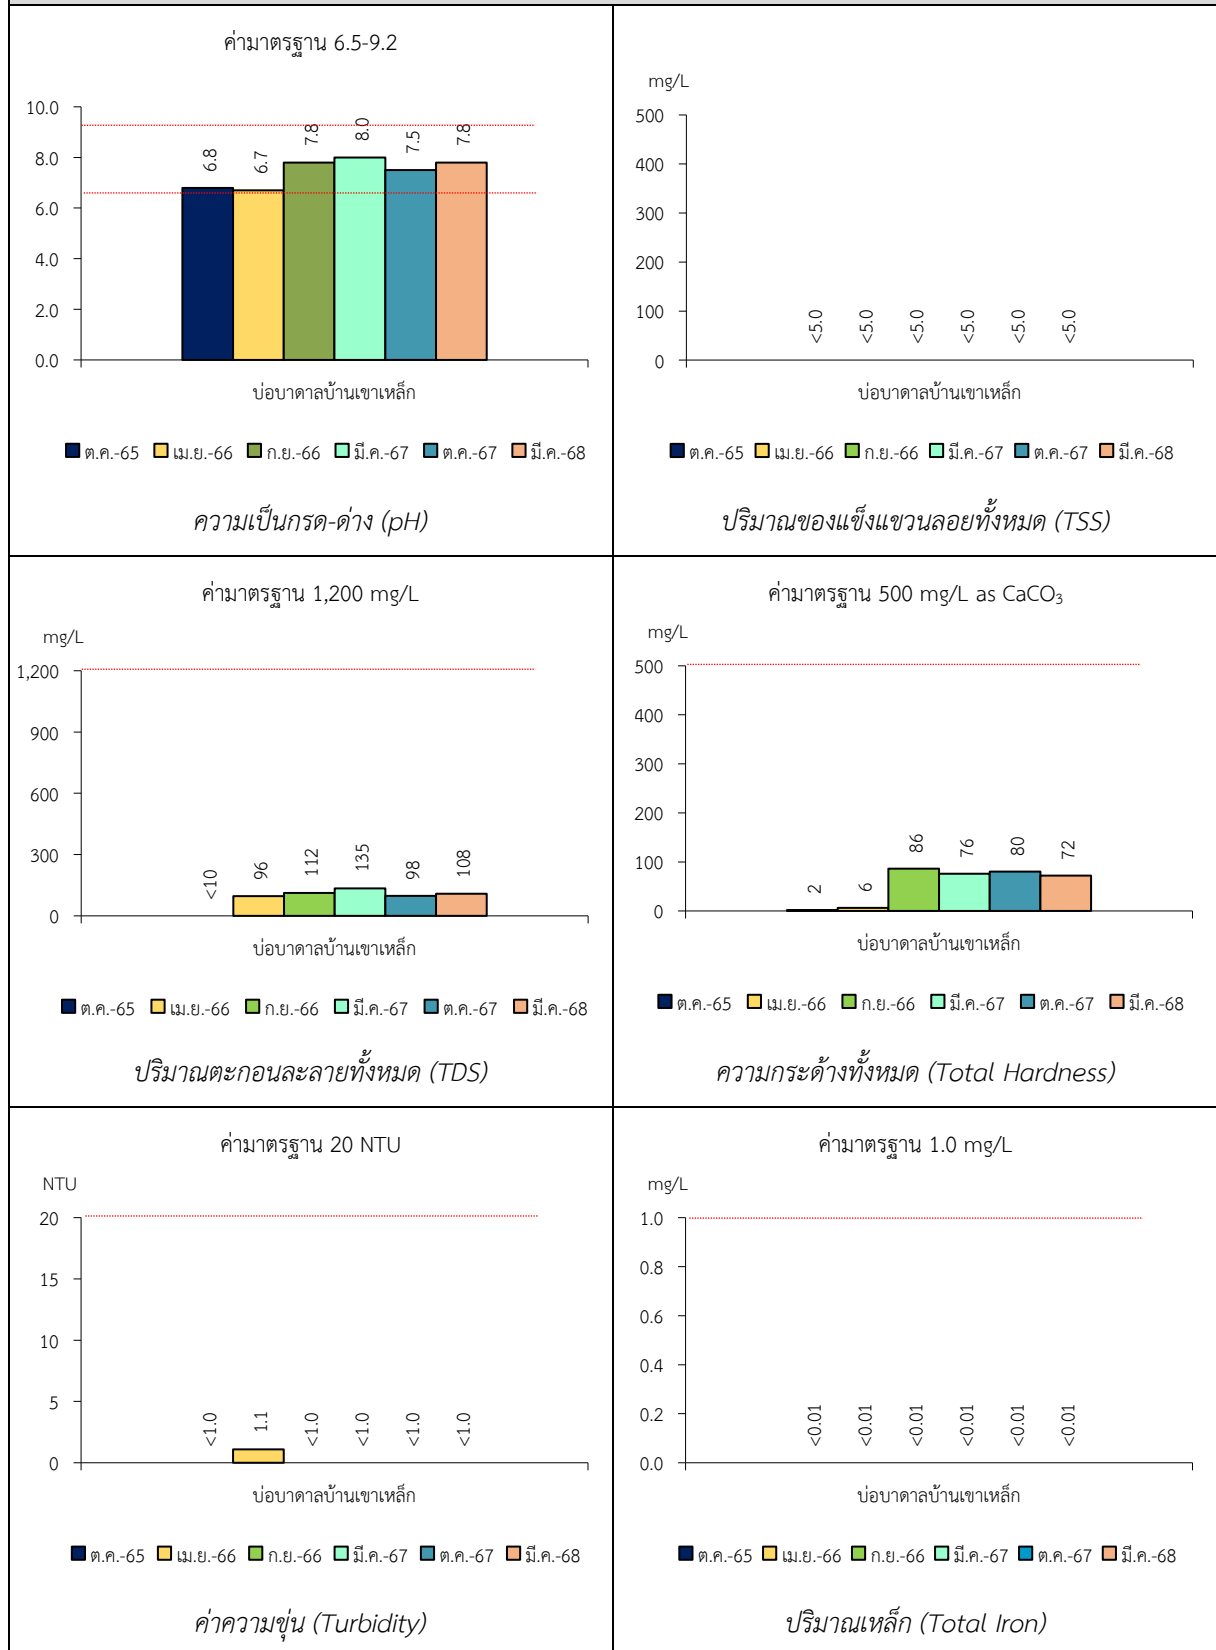 ค่ามาตรฐาน 6.5-9.2
10.0
8.0
6.0
4.0
2.0
0.0
6.8
6.7
7.8
8.0
7.5
7.8
บ่อบาดาลบ้านเขาเหล็ก
ต.ค.-65 เม.ย.-66 ก.ย.-66 มี.ค.-67 ต.ค.-67 มี.ค.-68
ความเป็นกรด-ด่าง (pH)
mg/L
500
400
300
200
100
0
<5.0
<5.0
<5.0
<5.0
<5.0
<5.0
บ่อบาดาลบ้านเขาเหล็ก
ต.ค.-65 เม.ย.-66 ก.ย.-66 มี.ค.-67 ต.ค.-67 มี.ค.-68
ปริมาณของแข็งแขวนลอยทั้งหมด (TSS)
ค่ามาตรฐาน 1,200 mg/L
mg/L
1,200
900
600
300
0
<10
96
112
135
98
108
บ่อบาดาลบ้านเขาเหล็ก
ต.ค.-65 เม.ย.-66 ก.ย.-66 มี.ค.-67 ต.ค.-67 มี.ค.-68
ปริมาณตะกอนละลายทั้งหมด (TDS)
ค่ามาตรฐาน 500 mg/L as CaCO₃
mg/L
500
400
300
200
100
0
2
6
86
76
80
72
บ่อบาดาลบ้านเขาเหล็ก
ต.ค.-65 เม.ย.-66 ก.ย.-66 มี.ค.-67 ต.ค.-67 มี.ค.-68
ความกระด้างทั้งหมด (Total Hardness)
ค่ามาตรฐาน 20 NTU
NTU
20
15
10
5
0
<1.0
1.1
<1.0
<1.0
<1.0
<1.0
บ่อบาดาลบ้านเขาเหล็ก
ต.ค.-65 เม.ย.-66 ก.ย.-66 มี.ค.-67 ต.ค.-67 มี.ค.-68
ค่าความขุ่น (Turbidity)
ค่ามาตรฐาน 1.0 mg/L
mg/L
1.0
0.8
0.6
0.4
0.2
0.0
<0.01
<0.01
<0.01
<0.01
<0.01
<0.01
บ่อบาดาลบ้านเขาเหล็ก
ต.ค.-65 เม.ย.-66 ก.ย.-66 มี.ค.-67 ต.ค.-67 มี.ค.-68
ปริมาณเหล็ก (Total Iron)